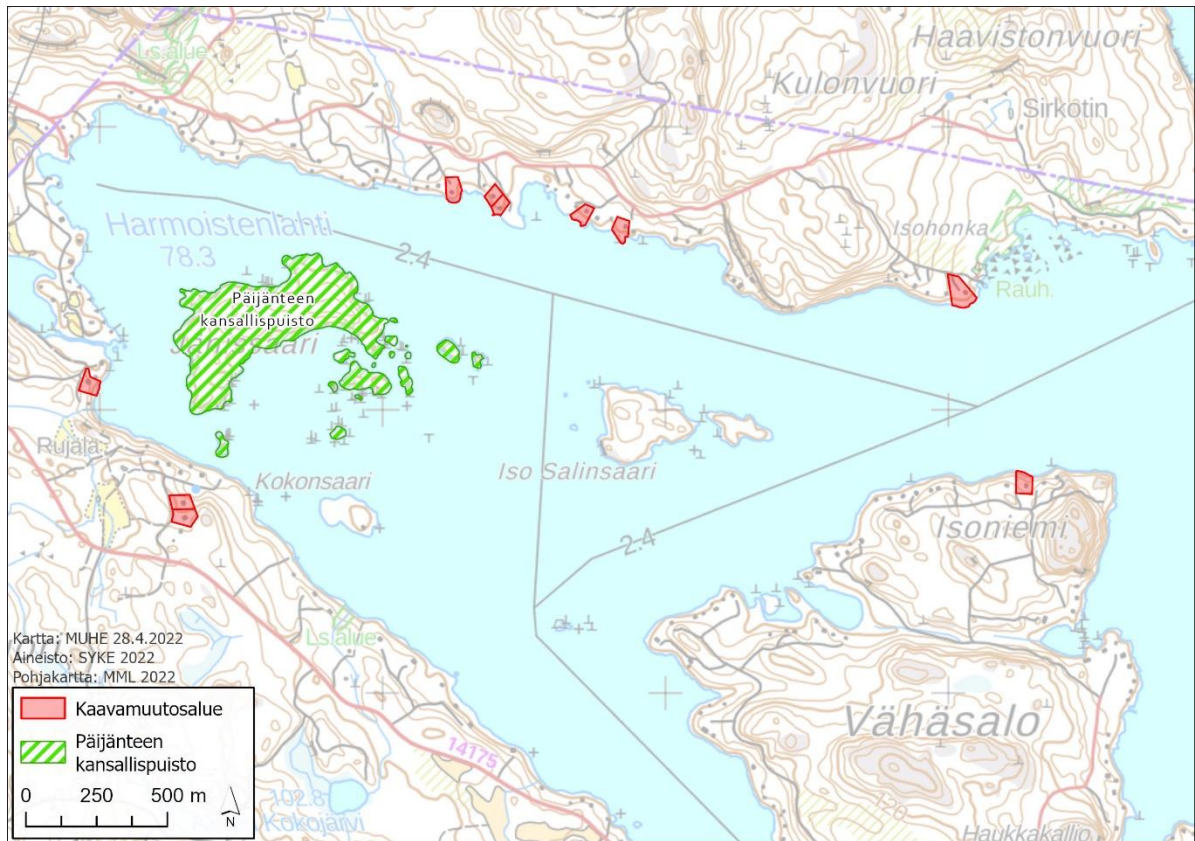 Ls.alue
Haavistonvuori
Kulonvuori
Sirkötin
Harmoistenlahti
78.3
2.4
Isohonka
Rauh.
Päijänteen
kansallispuisto
Janissaari
Rujala
Kokonsaari
Iso Salinsaari
2.4
Isoniemi
Ls.alue
Vähäsalo
14175
102.8
Kokojärvi
120
Haukkakallio
Kartta: MUHE 28.4.2022
Aineisto: SYKE 2022
Pohjakartta: MML 2022
Kaavamuutosalue
Päijänteen
kansallispuisto
0 250 500 m
N